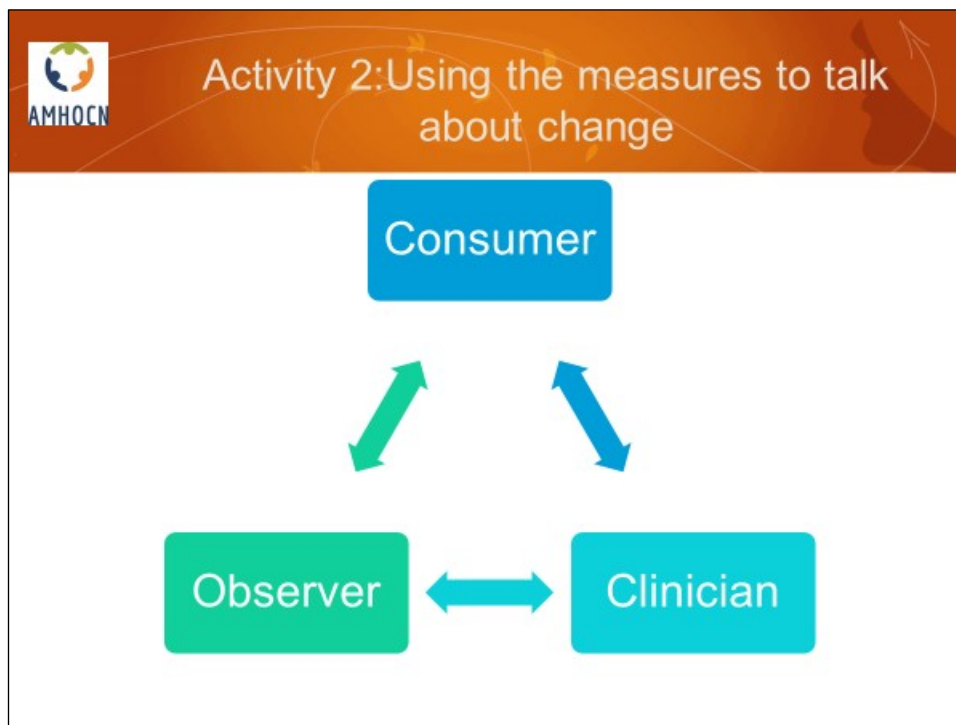 AMHOCN
Activity 2:Using the measures to talk
about change
Consumer
Observer
Clinician